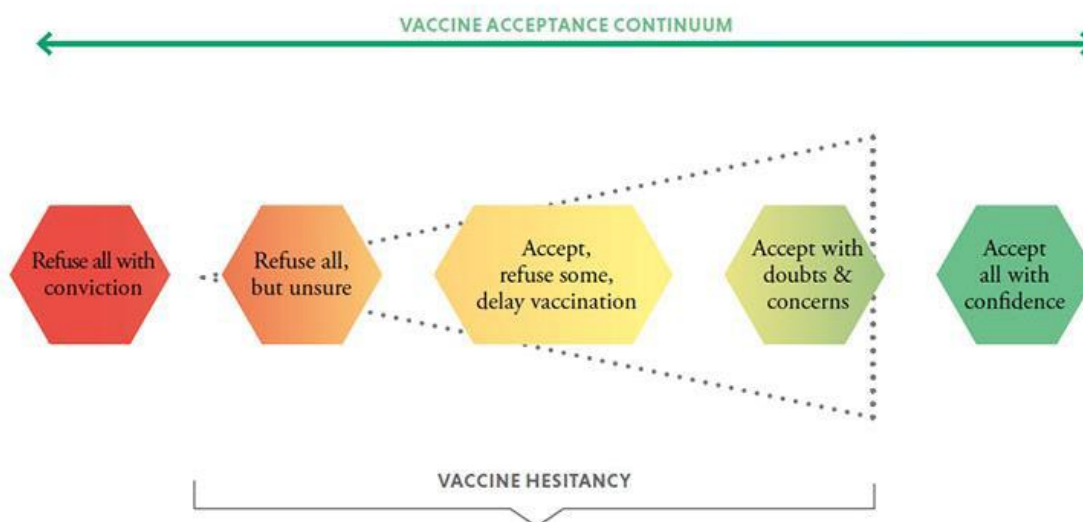 VACCINE ACCEPTANCE CONTINUUM
Refuse all with
conviction
Refuse all,
but unsure
Accept,
refuse some,
delay vaccination
Accept with
doubts &
concerns
Accept
all with
confidence
VACCINE HESITANCY